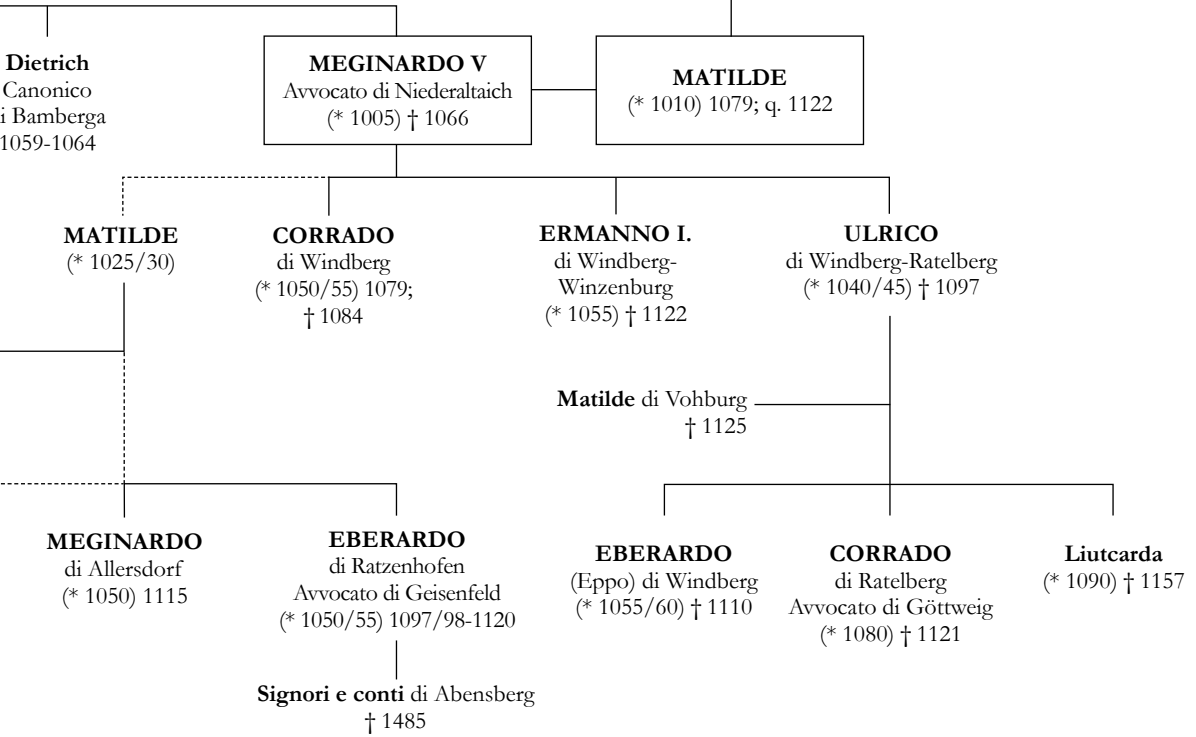 Dietrich
Canonico
i Bamberga
1059-1064
MEGINARDO V
Avvocato di Niederaltaich
(* 1005) † 1066
MATILDE
(* 1010) 1079; q. 1122
MATILDE
(* 1025/30)
CORRADO
di Windberg
(* 1050/55) 1079;
† 1084
ERMANNO I.
di Windberg-
Winzenburg
(* 1055) † 1122
ULRICO
di Windberg-Ratelberg
(* 1040/45) † 1097
Matilde di Vohburg
† 1125
MEGINARDO
di Allersdorf
(* 1050) 1115
EBERARDO
di Ratzenhofen
Avvocato di Geisenfeld
(* 1050/55) 1097/98-1120
Signori e conti di Abensberg
† 1485
EBERARDO
(Eppo) di Windberg
(* 1055/60) † 1110
CORRADO
di Ratelberg
Avvocato di Göttweig
(* 1080) † 1121
Liutcarda
(* 1090) † 1157